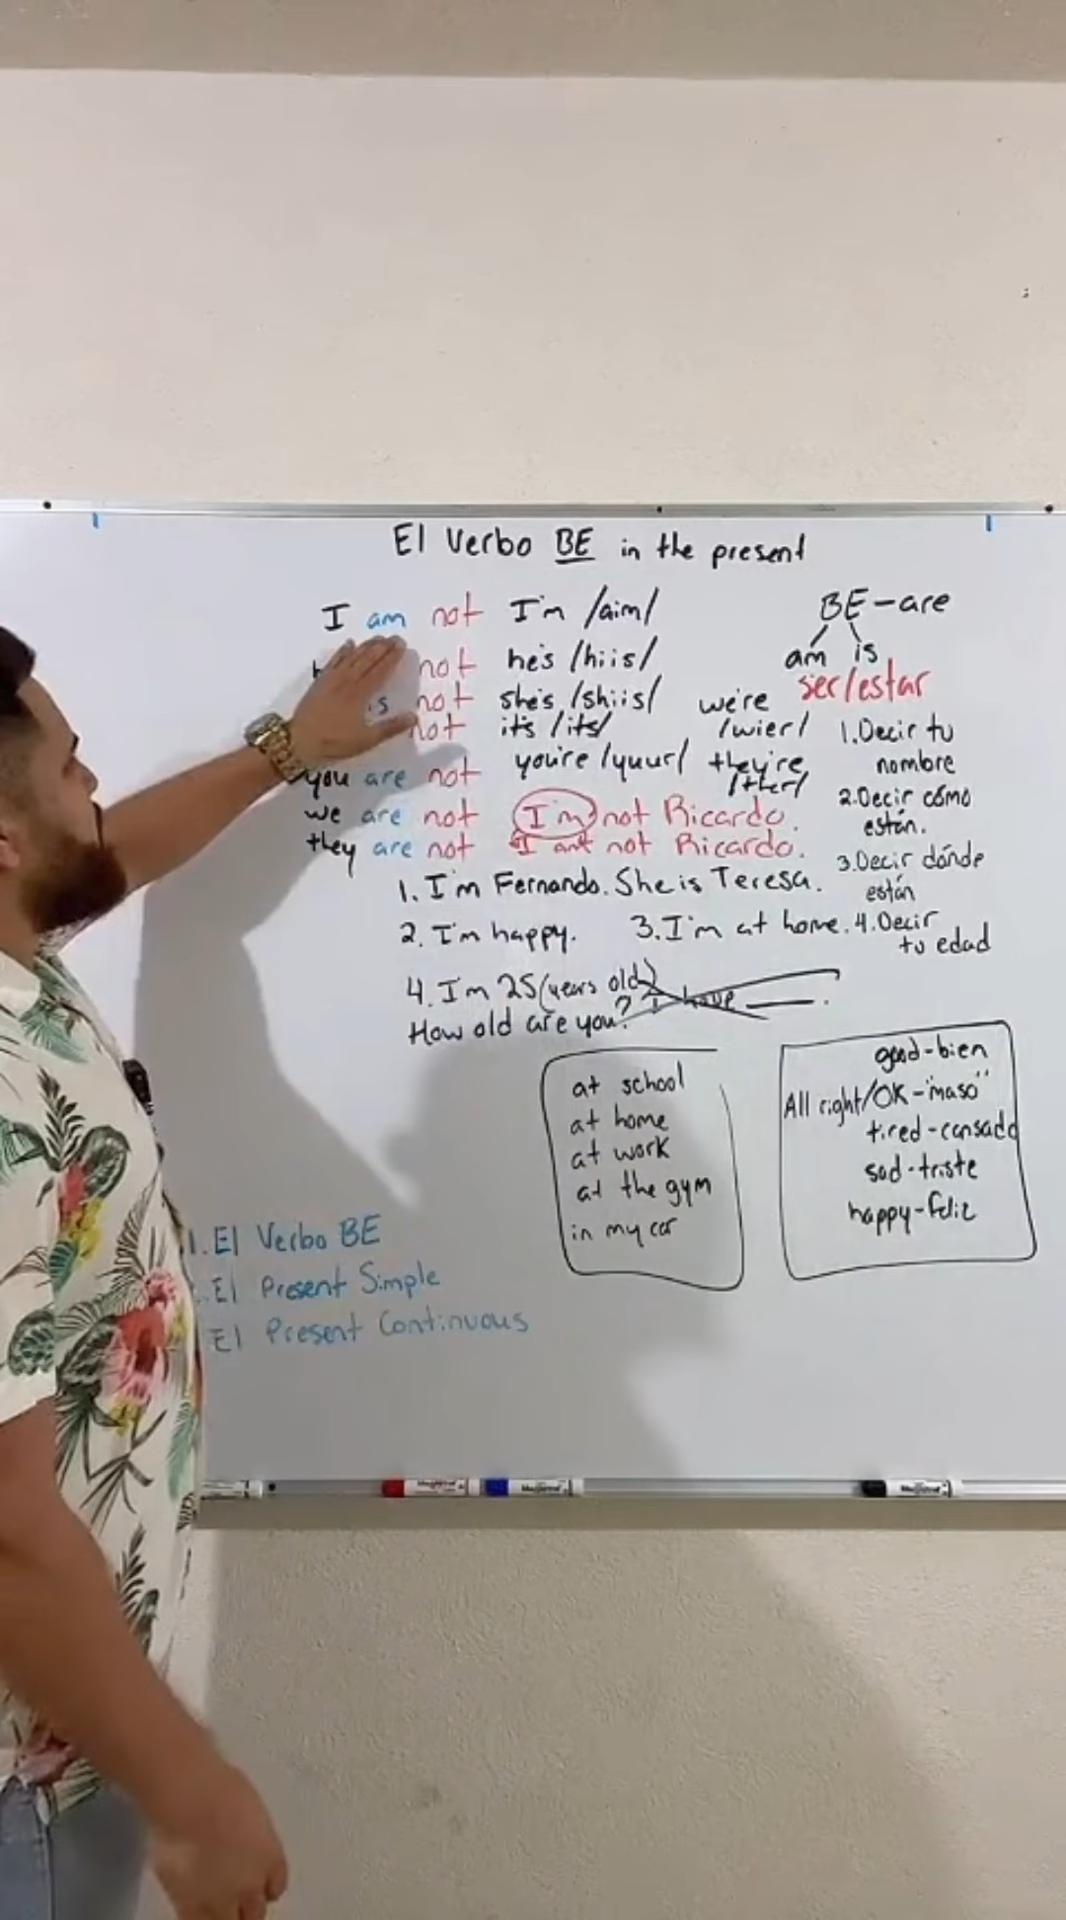 El Verbo BE in the present
I am not I'm /aim/
not he's /hiis/
is not she's /shiis/
not it's /its/
you are not you're /yuur/
we are not
they are not
we're
/wier/
they're
/ther/
BE-are
am is
ser/estar
1.Decir tu
nombre
2.Decir cómo
están.
3.Decir dónde
están
4.Decir
tu edad
I'm not Ricardo.
I am not Ricardo.
1. I'm Fernando. She is Teresa.
2. I'm happy. 3. I'm at home.
4. I'm 25 (years old) I have ____.
How old are you?
at school
at home
at work
at the gym
in my car
good-bien
All right/OK-"maso"
tired-cansado
sad-triste
happy-feliz
1. El Verbo BE
. El Present Simple
El Present Continuous